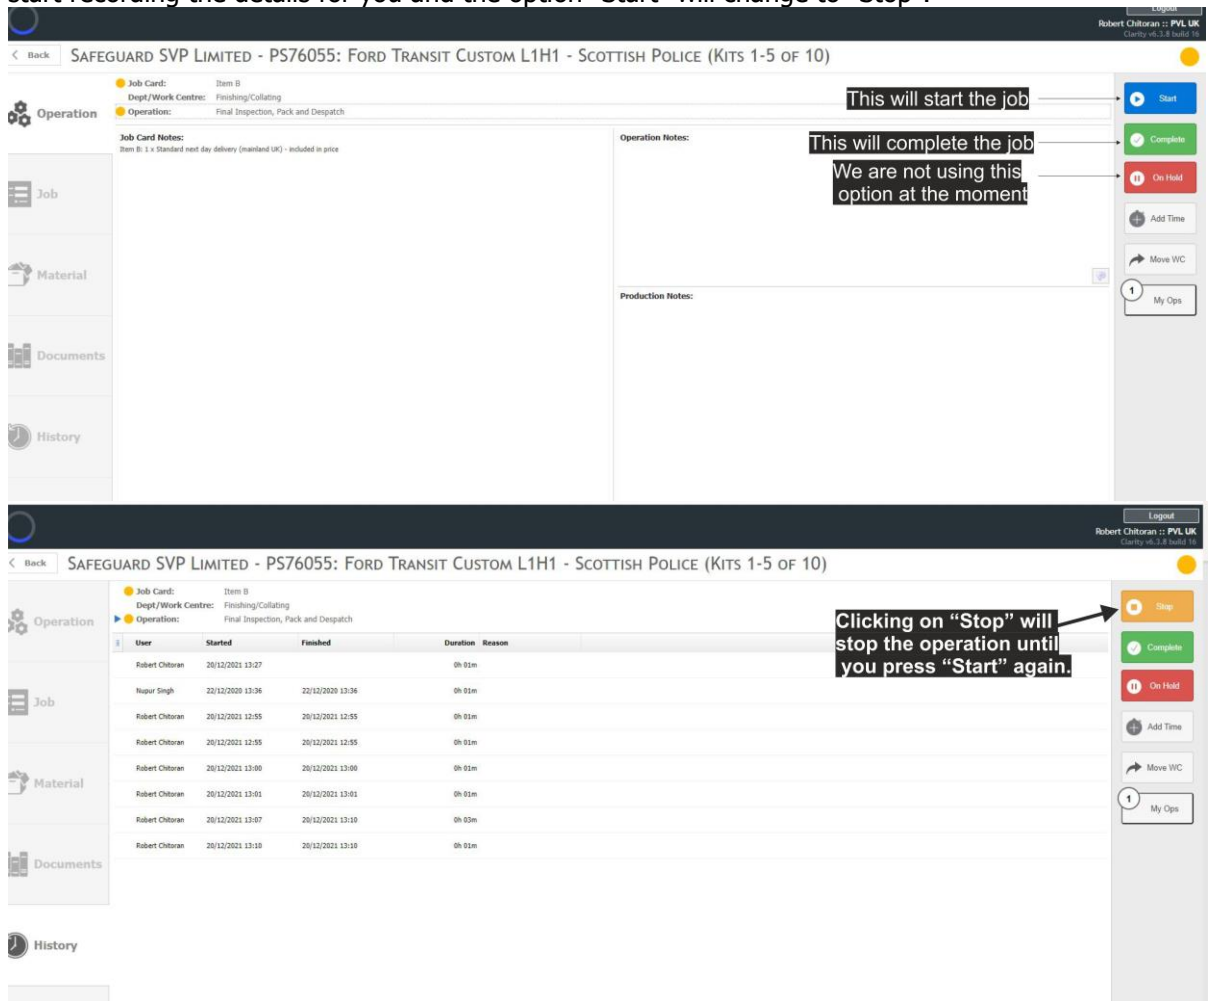 start recording the details for you and the option "Start" will change to "Stop".
Logout
Robert Chitoran :: PVL UK
Clarity v6.3.8 build 16
< Back SAFEGUARD SVP LIMITED - PS76055: FORD TRANSIT CUSTOM L1H1 - SCOTTISH POLICE (KITS 1-5 OF 10)
Job Card: Item B
Dept/Work Centre: Finishing/Collating
Operation: Final Inspection, Pack and Despatch
Operation
Job
Material
Documents
History
Job Card Notes:
Item B: 1 x Standard next day delivery (mainland UK) - included in price
Operation Notes:
Production Notes:
This will start the job
This will complete the job
We are not using this
option at the moment
Start
Complete
On Hold
Add Time
Move WC
1 My Ops
Logout
Robert Chitoran :: PVL UK
Clarity v6.3.8 build 16
< Back SAFEGUARD SVP LIMITED - PS76055: FORD TRANSIT CUSTOM L1H1 - SCOTTISH POLICE (KITS 1-5 OF 10)
Job Card: Item B
Dept/Work Centre: Finishing/Collating
Operation: Final Inspection, Pack and Despatch
Operation
Job
Material
Documents
History
User Started Finished Duration Reason
Robert Chitoran 20/12/2021 13:27 0h 01m
Nupur Singh 22/12/2020 13:36 22/12/2020 13:36 0h 01m
Robert Chitoran 20/12/2021 12:55 20/12/2021 12:55 0h 01m
Robert Chitoran 20/12/2021 12:55 20/12/2021 12:55 0h 01m
Robert Chitoran 20/12/2021 13:00 20/12/2021 13:00 0h 01m
Robert Chitoran 20/12/2021 13:01 20/12/2021 13:01 0h 01m
Robert Chitoran 20/12/2021 13:07 20/12/2021 13:10 0h 03m
Robert Chitoran 20/12/2021 13:10 20/12/2021 13:10 0h 01m
Clicking on “Stop” will
stop the operation until
you press “Start” again.
Stop
Complete
On Hold
Add Time
Move WC
1 My Ops